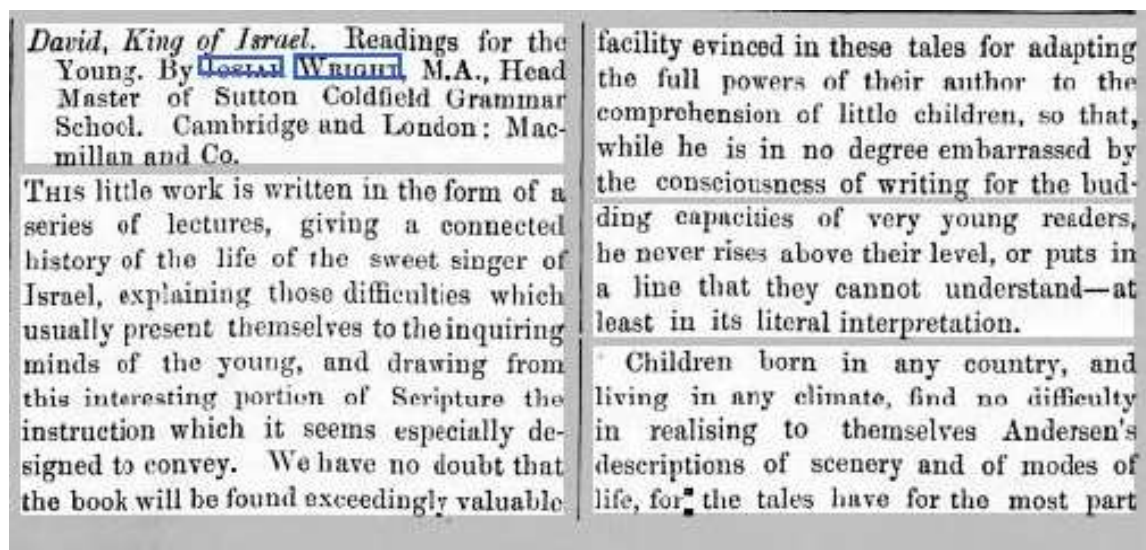 David, King of Israel. Readings for the
Young. By JOSIAH WRIGHT, M.A., Head
Master of Sutton Coldfield Grammar
School. Cambridge and London: Mac-
millan and Co.
THIS little work is written in the form of a
series of lectures, giving a connected
history of the life of the sweet singer of
Israel, explaining those difficulties which
usually present themselves to the inquiring
minds of the young, and drawing from
this interesting portion of Scripture the
instruction which it seems especially de-
signed to convey. We have no doubt that
the book will be found exceedingly valuable
facility evinced in these tales for adapting
the full powers of their author to the
comprehension of little children, so that,
while he is in no degree embarrassed by
the consciousness of writing for the bud-
ding capacities of very young readers,
he never rises above their level, or puts in
a line that they cannot understand—at
least in its literal interpretation.
Children born in any country, and
living in any climate, find no difficulty
in realising to themselves Andersen's
descriptions of scenery and of modes of
life, for the tales have for the most part